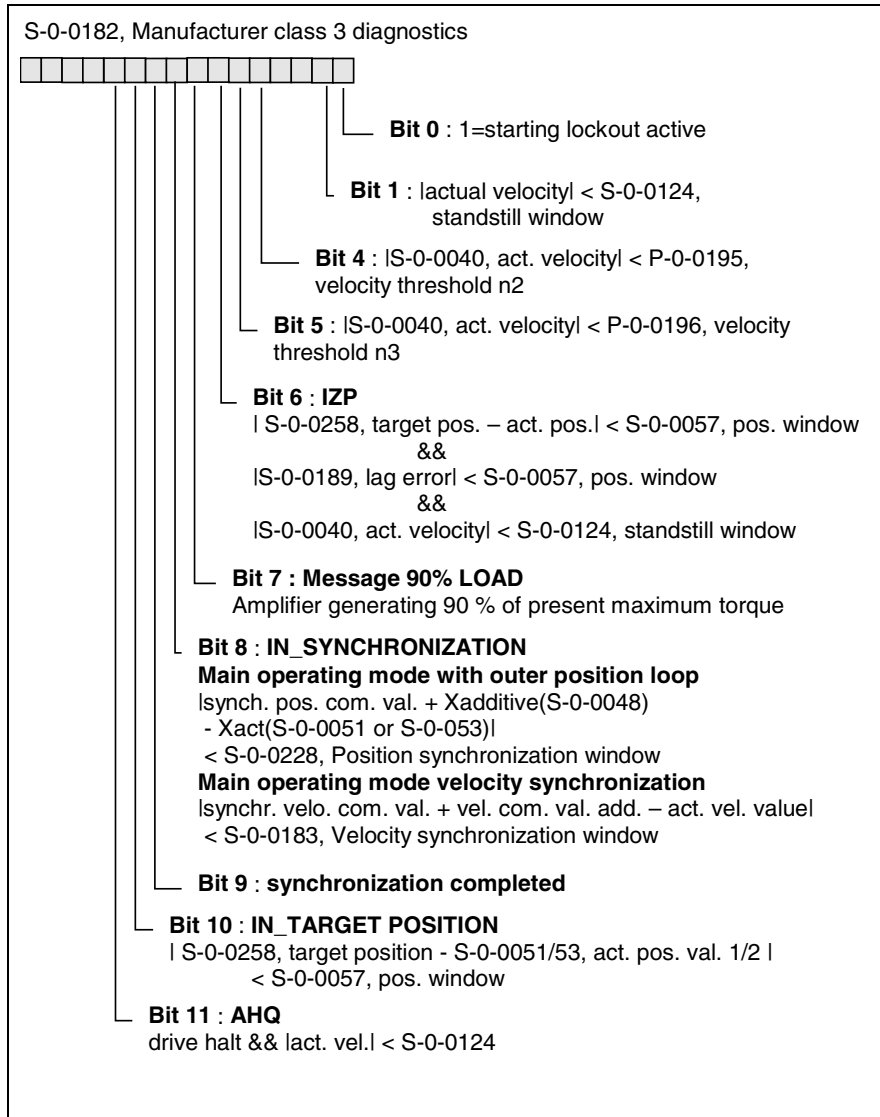 S-0-0182, Manufacturer class 3 diagnostics
Bit 0 : 1=starting lockout active
Bit 1 : |actual velocity| < S-0-0124,
standstill window
Bit 4 : |S-0-0040, act. velocity| < P-0-0195,
velocity threshold n2
Bit 5 : |S-0-0040, act. velocity| < P-0-0196, velocity
threshold n3
Bit 6 : IZP
| S-0-0258, target pos. – act. pos.| < S-0-0057, pos. window
&&
|S-0-0189, lag error| < S-0-0057, pos. window
&&
|S-0-0040, act. velocity| < S-0-0124, standstill window
Bit 7 : Message 90% LOAD
Amplifier generating 90 % of present maximum torque
Bit 8 : IN_SYNCHRONIZATION
Main operating mode with outer position loop
|synch. pos. com. val. + Xadditive(S-0-0048)
- Xact(S-0-0051 or S-0-053)|
< S-0-0228, Position synchronization window
Main operating mode velocity synchronization
|synchr. velo. com. val. + vel. com. val. add. – act. vel. value|
< S-0-0183, Velocity synchronization window
Bit 9 : synchronization completed
Bit 10 : IN_TARGET POSITION
| S-0-0258, target position - S-0-0051/53, act. pos. val. 1/2 |
< S-0-0057, pos. window
Bit 11 : AHQ
drive halt && |act. vel.| < S-0-0124